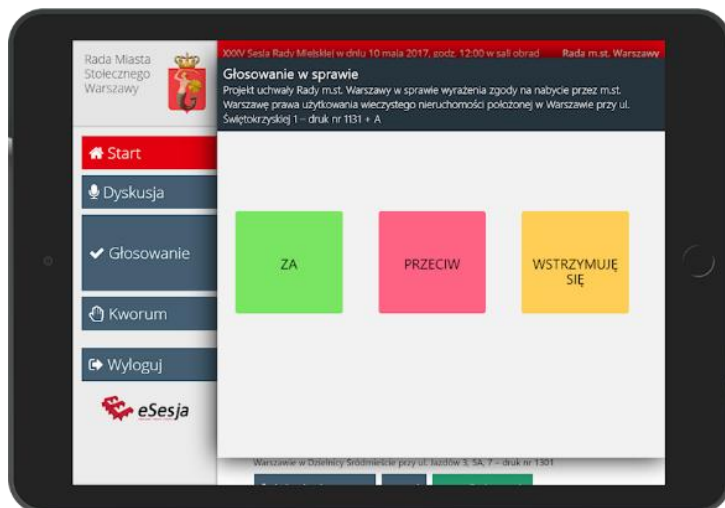 Rada Miasta
Stołecznego
Warszawy
XXXV Sesja Rady Miejskiej w dniu 10 maja 2017, godz. 12:00 w sali obrad
Rada m.st. Warszawy
Głosowanie w sprawie
Projekt uchwały Rady m.st. Warszawy w sprawie wyrażenia zgody na nabycie przez m.st.
Warszawę prawa użytkowania wieczystego nieruchomości położonej w Warszawie przy ul.
Świętokrzyskiej 1 – druk nr 1131 + A
Start
Dyskusja
Głosowanie
Kworum
Wyloguj
eSesja
ZA
PRZECIW
WSTRZYMUJĘ
SIĘ
Warszawie w Dzielnicy Śródmieście przy ul. Jazdów 3, 5A, 7 – druk nr 1301